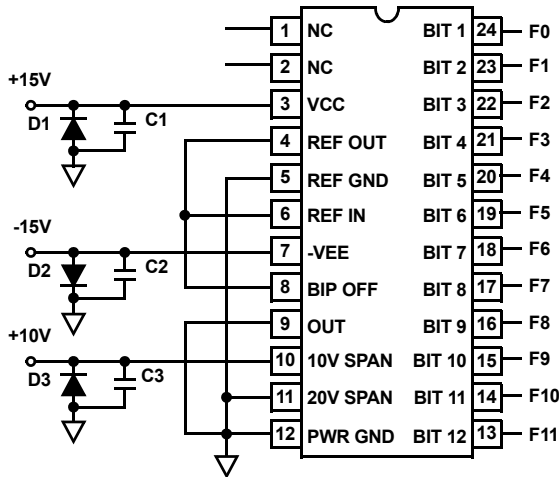 1 NC BIT 1 24 F0
2 NC BIT 2 23 F1
+15V
3 VCC BIT 3 22 F2
D1 C1
4 REF OUT BIT 4 21 F3
5 REF GND BIT 5 20 F4
6 REF IN BIT 6 19 F5
-15V
7 -VEE BIT 7 18 F6
D2 C2
8 BIP OFF BIT 8 17 F7
9 OUT BIT 9 16 F8
+10V
10 10V SPAN BIT 10 15 F9
D3 C3
11 20V SPAN BIT 11 14 F10
12 PWR GND BIT 12 13 F11